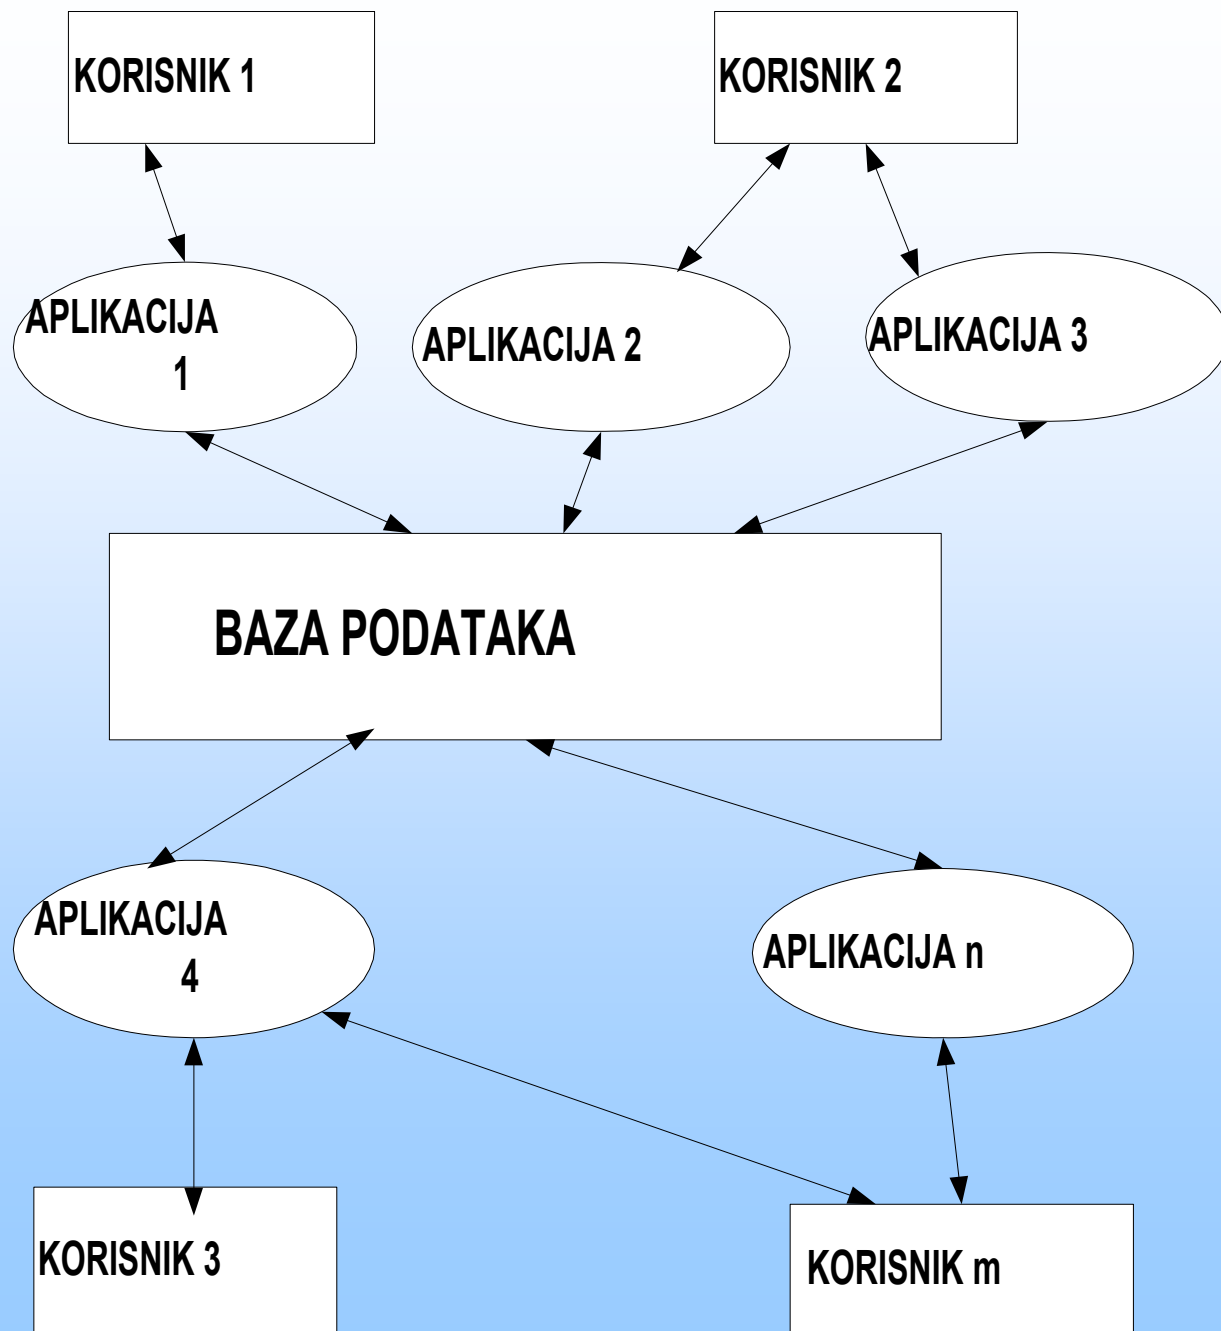 KORISNIK 1
KORISNIK 2
APLIKACIJA
1
APLIKACIJA 2
APLIKACIJA 3
BAZA PODATAKA
APLIKACIJA
4
APLIKACIJA n
KORISNIK 3
KORISNIK m